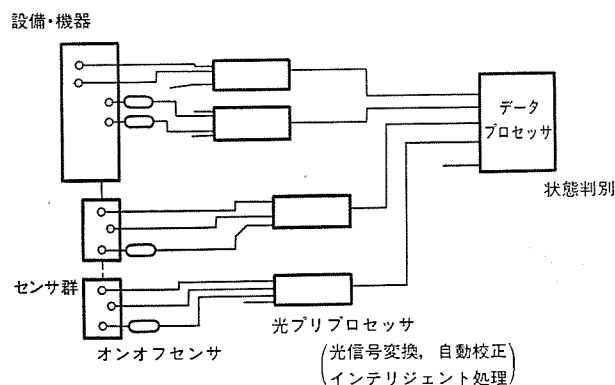 設備・機器
データ
プロセッサ
状態判別
センサ群
オンオフセンサ
光プリプロセッサ
(光信号変換，自動校正
インテリジェント処理)